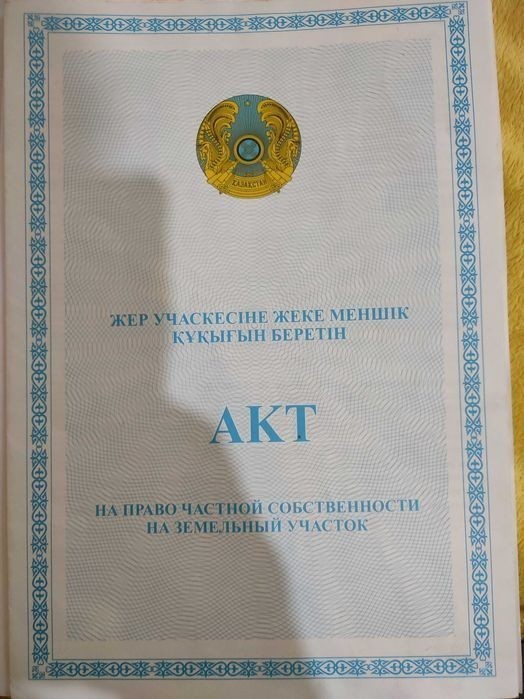 ҚАЗАҚСТАН
ЖЕР УЧАСКЕСІНЕ ЖЕКЕ МЕНШІК
ҚҰҚЫҒЫН БЕРЕТІН
АКТ
НА ПРАВО ЧАСТНОЙ СОБСТВЕННОСТИ
НА ЗЕМЕЛЬНЫЙ УЧАСТОК